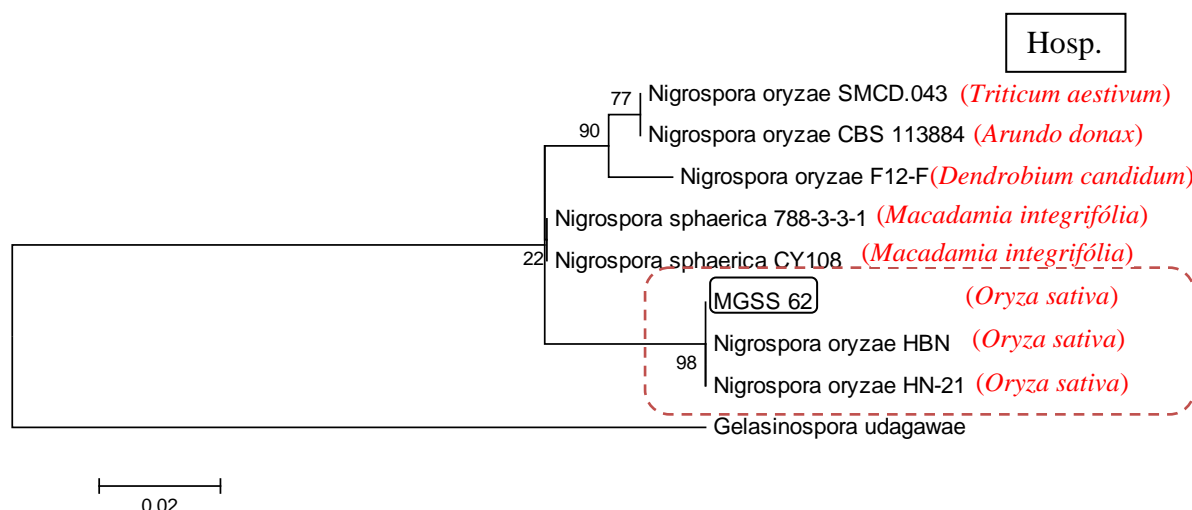 Hosp.
77 Nigrospora oryzae SMCD.043 (Triticum aestivum)
90 Nigrospora oryzae CBS 113884 (Arundo donax)
Nigrospora oryzae F12-F (Dendrobium candidum)
Nigrospora sphaerica 788-3-3-1 (Macadamia integrifólia)
22 Nigrospora sphaerica CY108 (Macadamia integrifólia)
MGSS 62 (Oryza sativa)
Nigrospora oryzae HBN (Oryza sativa)
98 Nigrospora oryzae HN-21 (Oryza sativa)
Gelasinospora udagawae
0.02